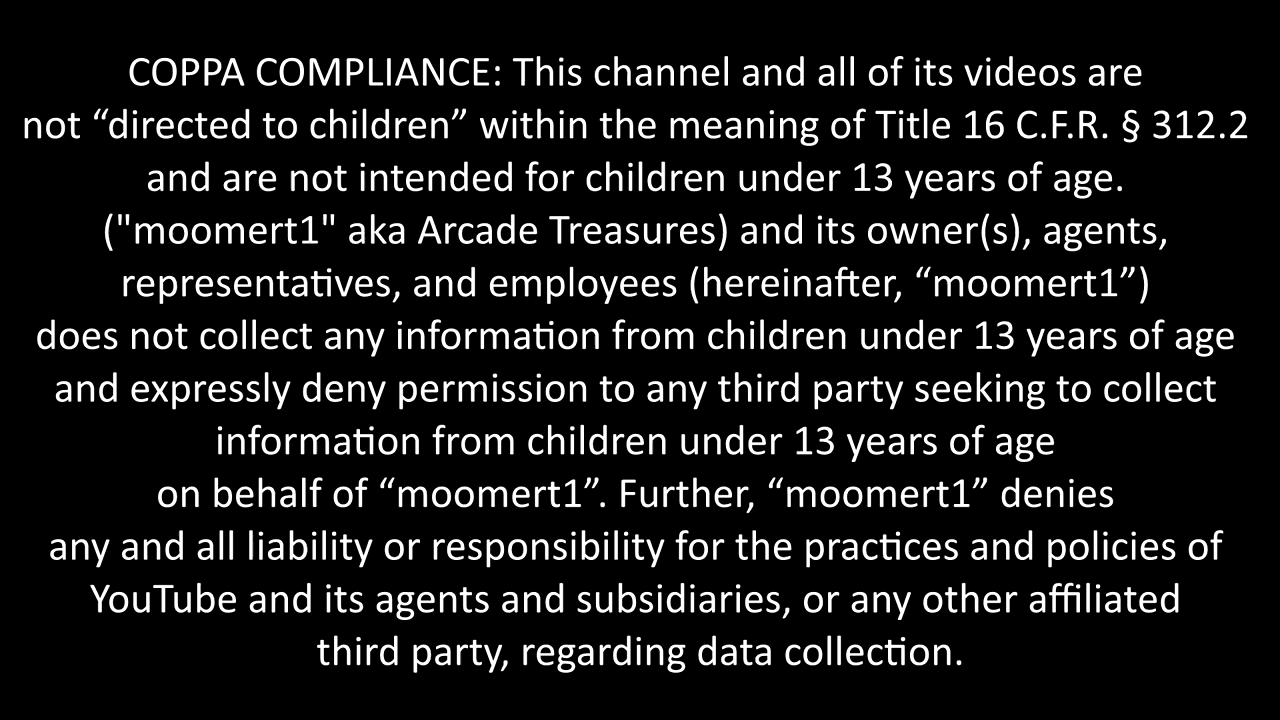 COPPA COMPLIANCE: This channel and all of its videos are
not “directed to children” within the meaning of Title 16 C.F.R. § 312.2
and are not intended for children under 13 years of age.
("moomert1" aka Arcade Treasures) and its owner(s), agents,
representatives, and employees (hereinafter, “moomert1”)
does not collect any information from children under 13 years of age
and expressly deny permission to any third party seeking to collect
information from children under 13 years of age
on behalf of “moomert1”. Further, “moomert1” denies
any and all liability or responsibility for the practices and policies of
YouTube and its agents and subsidiaries, or any other affiliated
third party, regarding data collection.